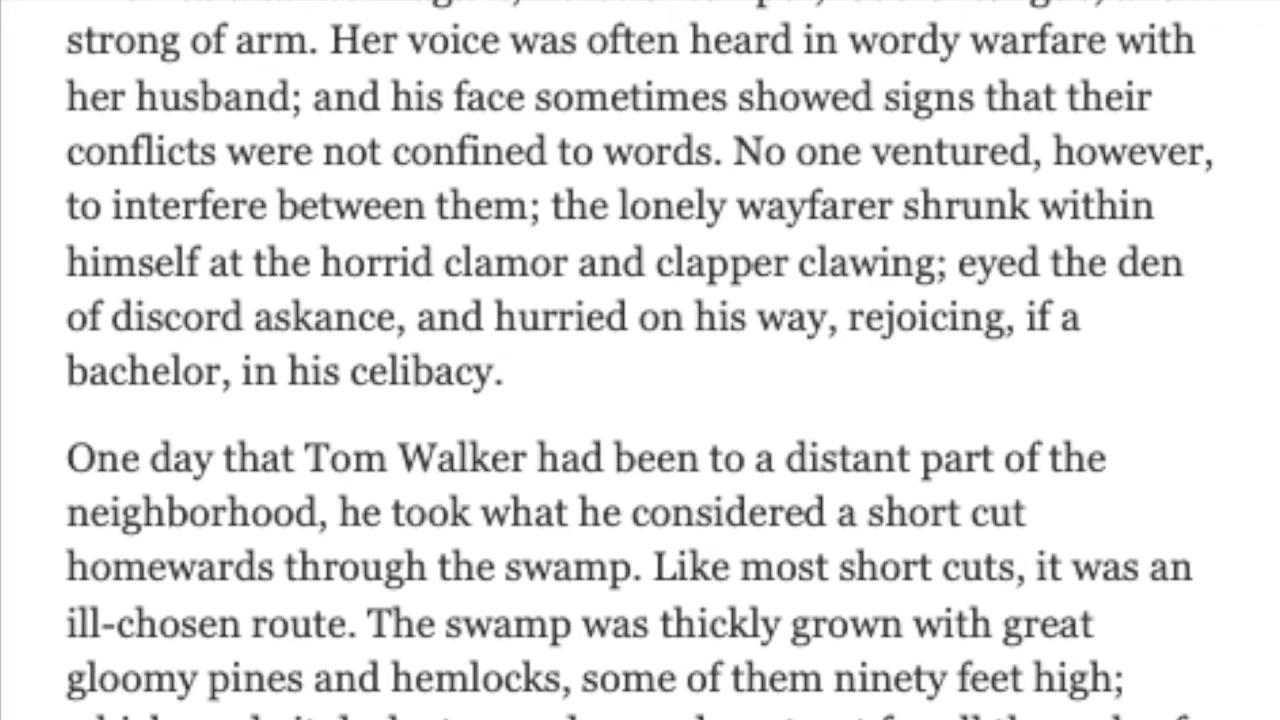 strong of arm. Her voice was often heard in wordy warfare with
her husband; and his face sometimes showed signs that their
conflicts were not confined to words. No one ventured, however,
to interfere between them; the lonely wayfarer shrunk within
himself at the horrid clamor and clapper clawing; eyed the den
of discord askance, and hurried on his way, rejoicing, if a
bachelor, in his celibacy.
One day that Tom Walker had been to a distant part of the
neighborhood, he took what he considered a short cut
homewards through the swamp. Like most short cuts, it was an
ill-chosen route. The swamp was thickly grown with great
gloomy pines and hemlocks, some of them ninety feet high;